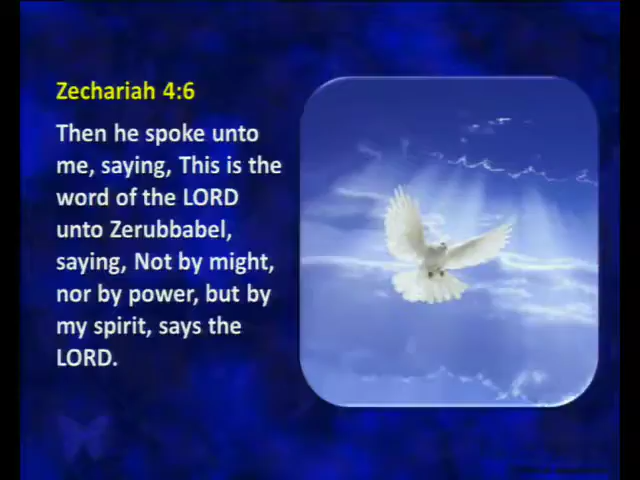 Zechariah 4:6
Then he spoke unto
me, saying, This is the
word of the LORD
unto Zerubbabel,
saying, Not by might,
nor by power, but by
my spirit, says the
LORD.